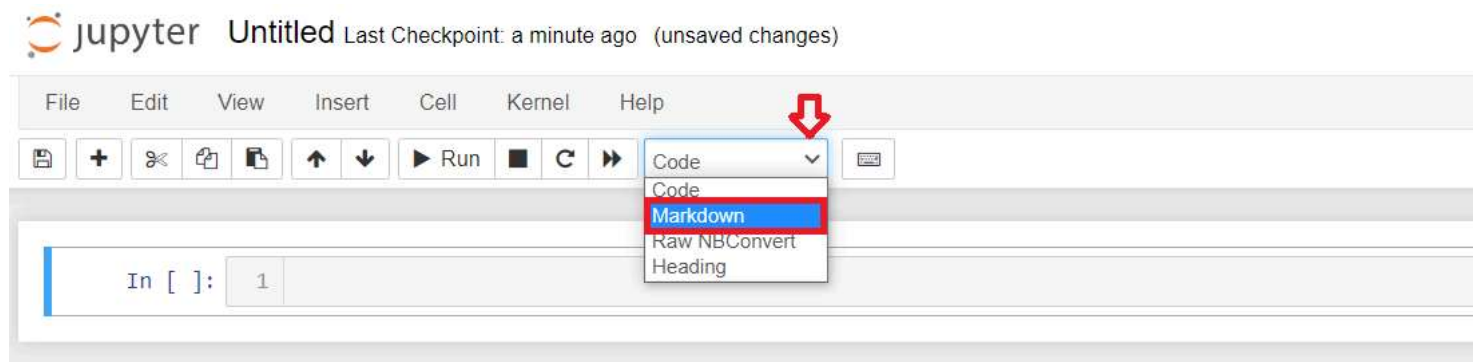 jupyter Untitled Last Checkpoint: a minute ago (unsaved changes)
File Edit View Insert Cell Kernel Help
Run Code
Code
Markdown
Raw NBConvert
Heading
In [ ]: 1